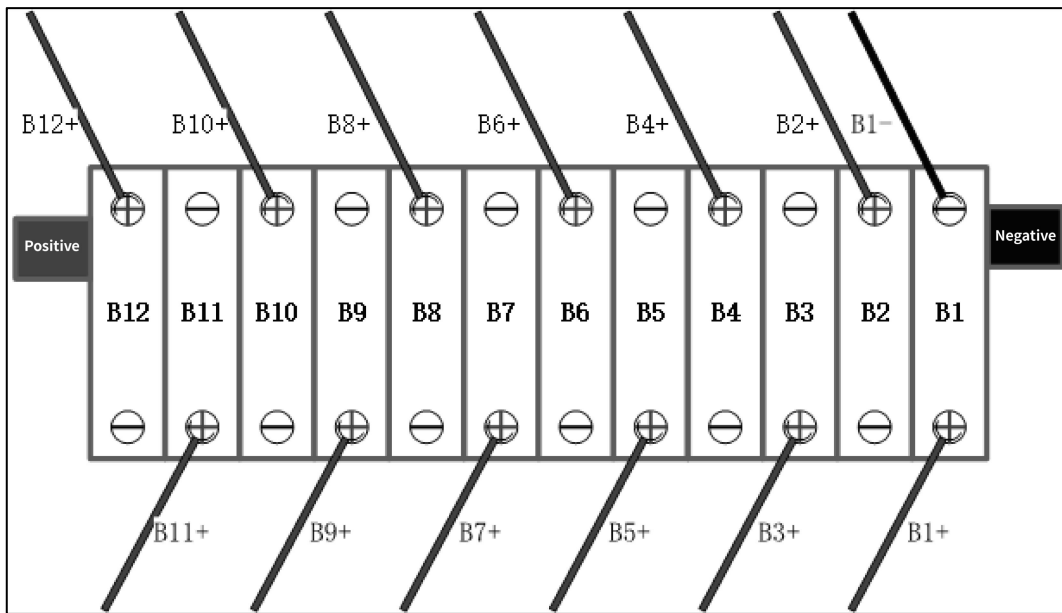 B12+ B10+ B8+ B6+ B4+ B2+ B1-
Positive
Negative
B12 B11 B10 B9 B8 B7 B6 B5 B4 B3 B2 B1
B11+ B9+ B7+ B5+ B3+ B1+